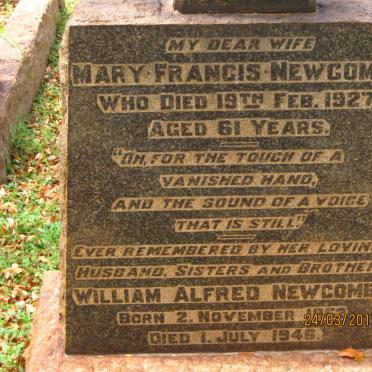 MY DEAR WIFE
MARY FRANCIS NEWCOM
WHO DIED 19TH FEB. 1927
AGED 61 YEARS.
"OH, FOR THE TOUCH OF A
VANISHED HAND,
AND THE SOUND OF A VOICE
THAT IS STILL"
EVER REMEMBERED BY HER LOVIN
HUSBAND, SISTERS AND BROTHE
WILLIAM ALFRED NEWCOMB
BORN 2. NOVEMBER
24/03/201
DIED 1. JULY 1946.